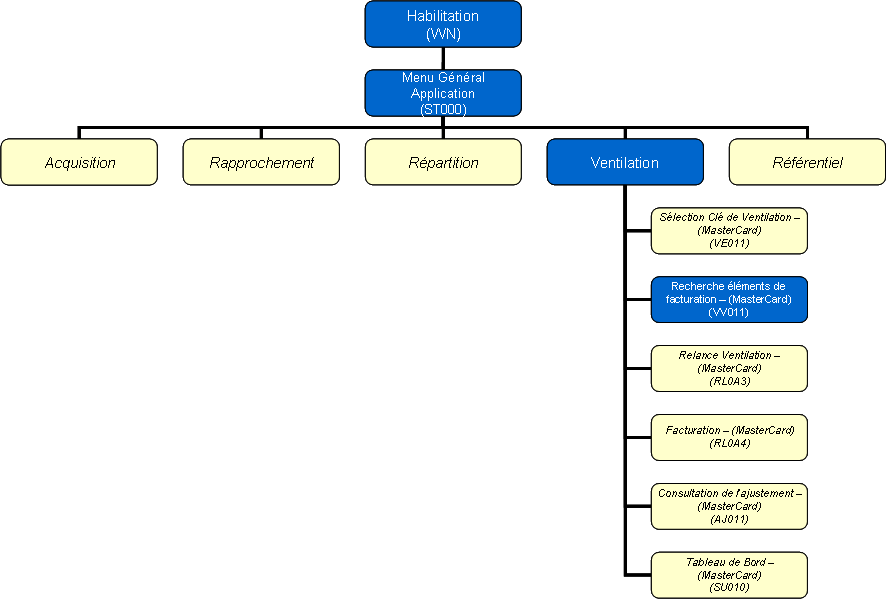 Habilitation
(VVN)
Menu Général
Application
(ST000)
Acquisition
Rapprochement
Répartition
Ventilation
Référentiel
Sélection Clé de Ventilation –
(MasterCard)
(VE011)
Recherche éléments de
facturation – (MasterCard)
(VV011)
Relance Ventilation –
(MasterCard)
(RL0A3)
Facturation – (MasterCard)
(RL0A4)
Consultation de l'ajustement –
(MasterCard)
(AJ011)
Tableau de Bord –
(MasterCard)
(SU010)